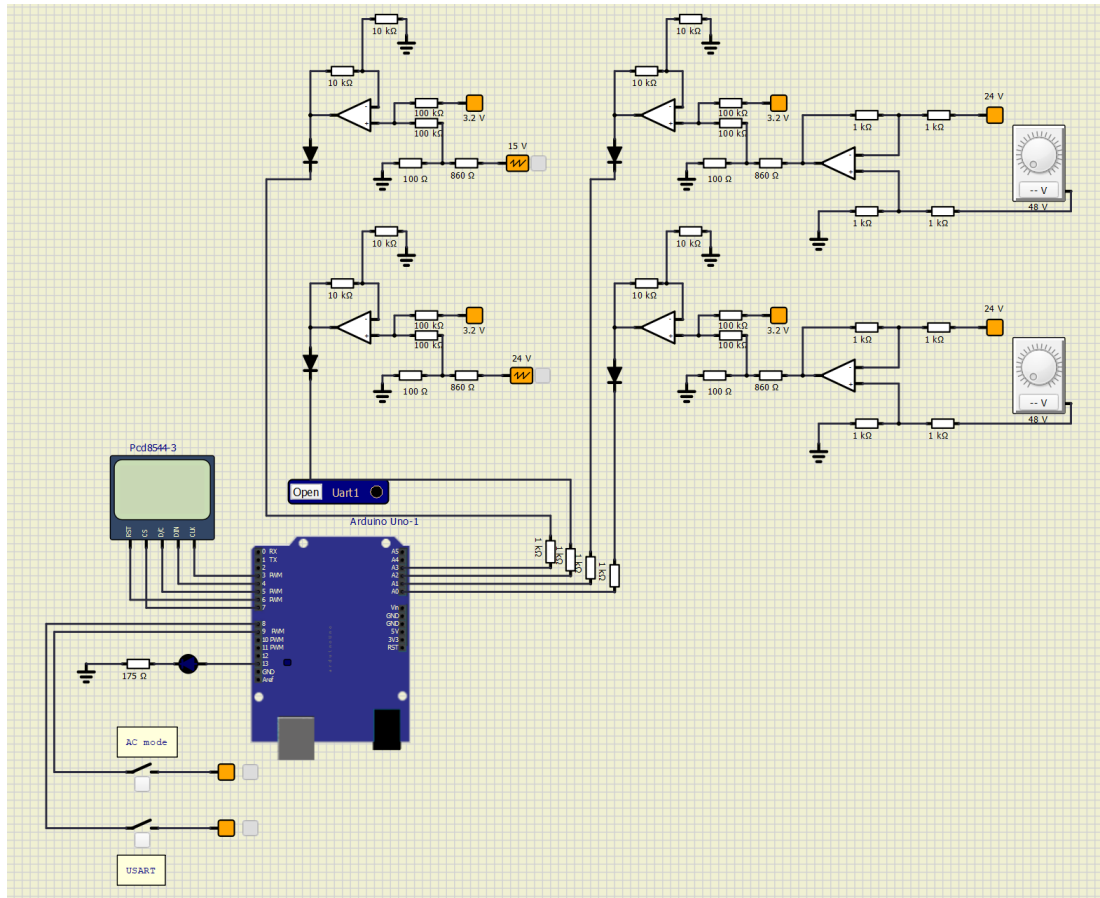 10 kΩ
10 kΩ
10 kΩ
10 kΩ
100 kΩ
3.2 V
100 kΩ
100 kΩ
3.2 V
100 kΩ
24 V
1 kΩ
1 kΩ
15 V
100 Ω
860 Ω
100 Ω
860 Ω
-- V
48 V
1 kΩ
1 kΩ
10 kΩ
10 kΩ
10 kΩ
10 kΩ
100 kΩ
3.2 V
100 kΩ
100 kΩ
3.2 V
100 kΩ
24 V
1 kΩ
1 kΩ
24 V
100 Ω
860 Ω
100 Ω
860 Ω
-- V
48 V
1 kΩ
1 kΩ
Pcd8544-3
RST
CS
D/C
DIN
CLK
Open
Uart1
Arduino Uno-1
1 kΩ
1 kΩ
1 kΩ
1 kΩ
0 RX
1 TX
2
3 PWM
4
5 PWM
6 PWM
7
8
9 PWM
10 PWM
11 PWM
12
13
GND
Aref
A5
A4
A3
A2
A1
A0
Vin
GND
GND
5V
3V3
RST
175 Ω
AC mode
USART